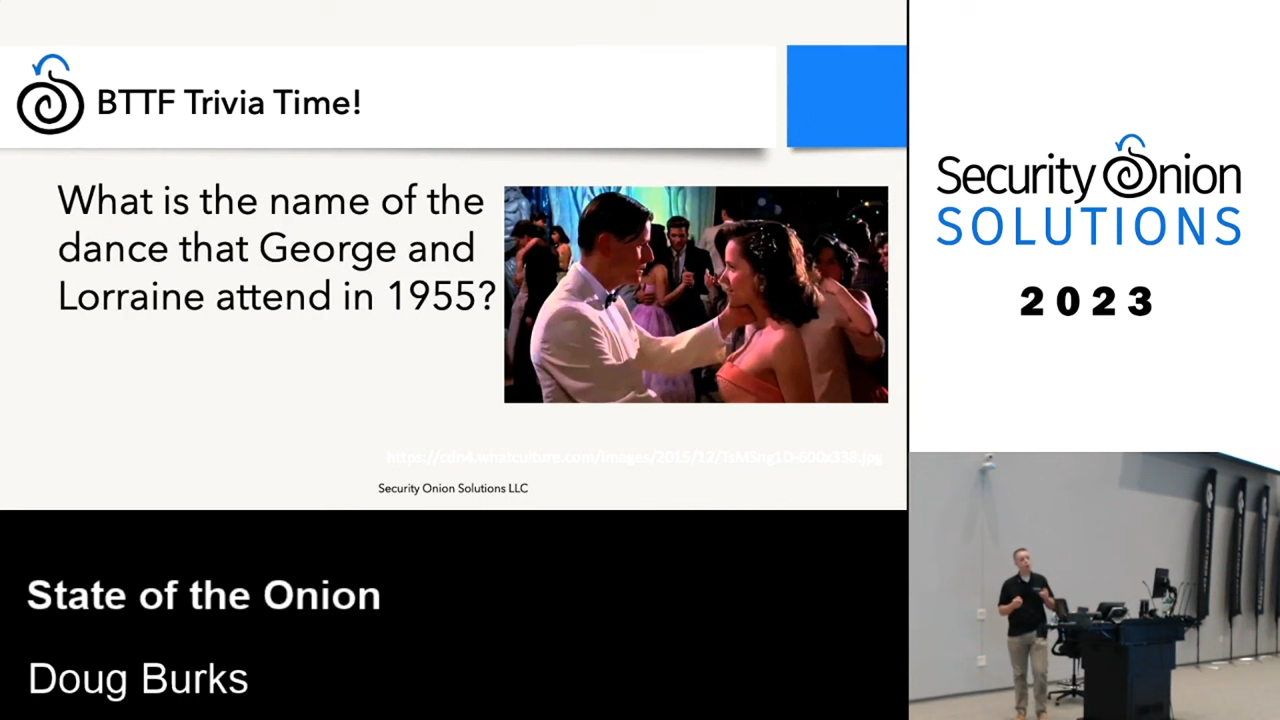 BTTF Trivia Time!
What is the name of the
dance that George and
Lorraine attend in 1955?
Security Onion Solutions LLC
State of the Onion
Doug Burks
Security Onion
SOLUTIONS
2023